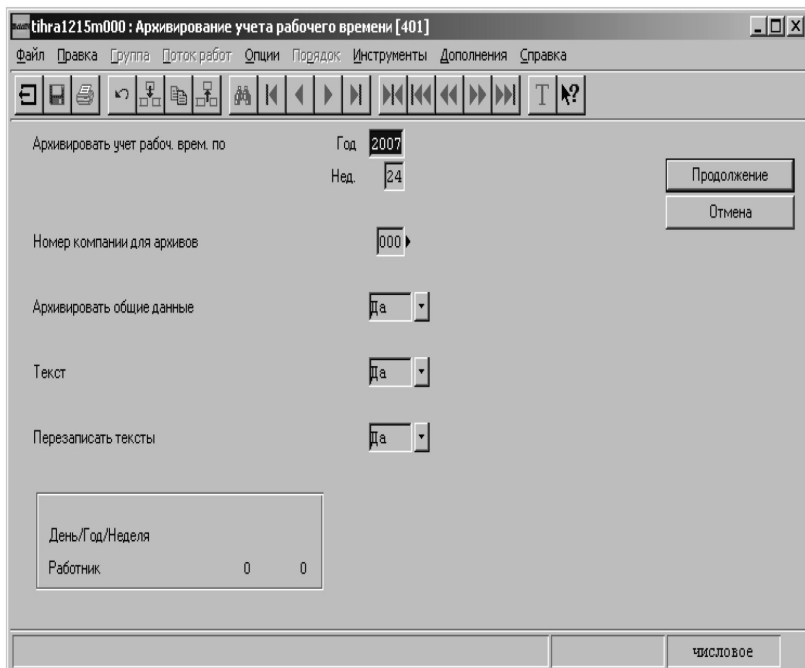 tihra1215m000 : Архивирование учета рабочего времени [401]
Файл Правка Группа Поток работ Опции Порядок Инструменты Дополнения Справка
T ?
Архивировать учет рабоч. врем. по Год 2007
Нед. 24
Продолжение
Отмена
Номер компании для архивов 000
Архивировать общие данные Да
Текст Да
Перезаписать тексты Да
День/Год/Неделя
Работник 0 0
числовое